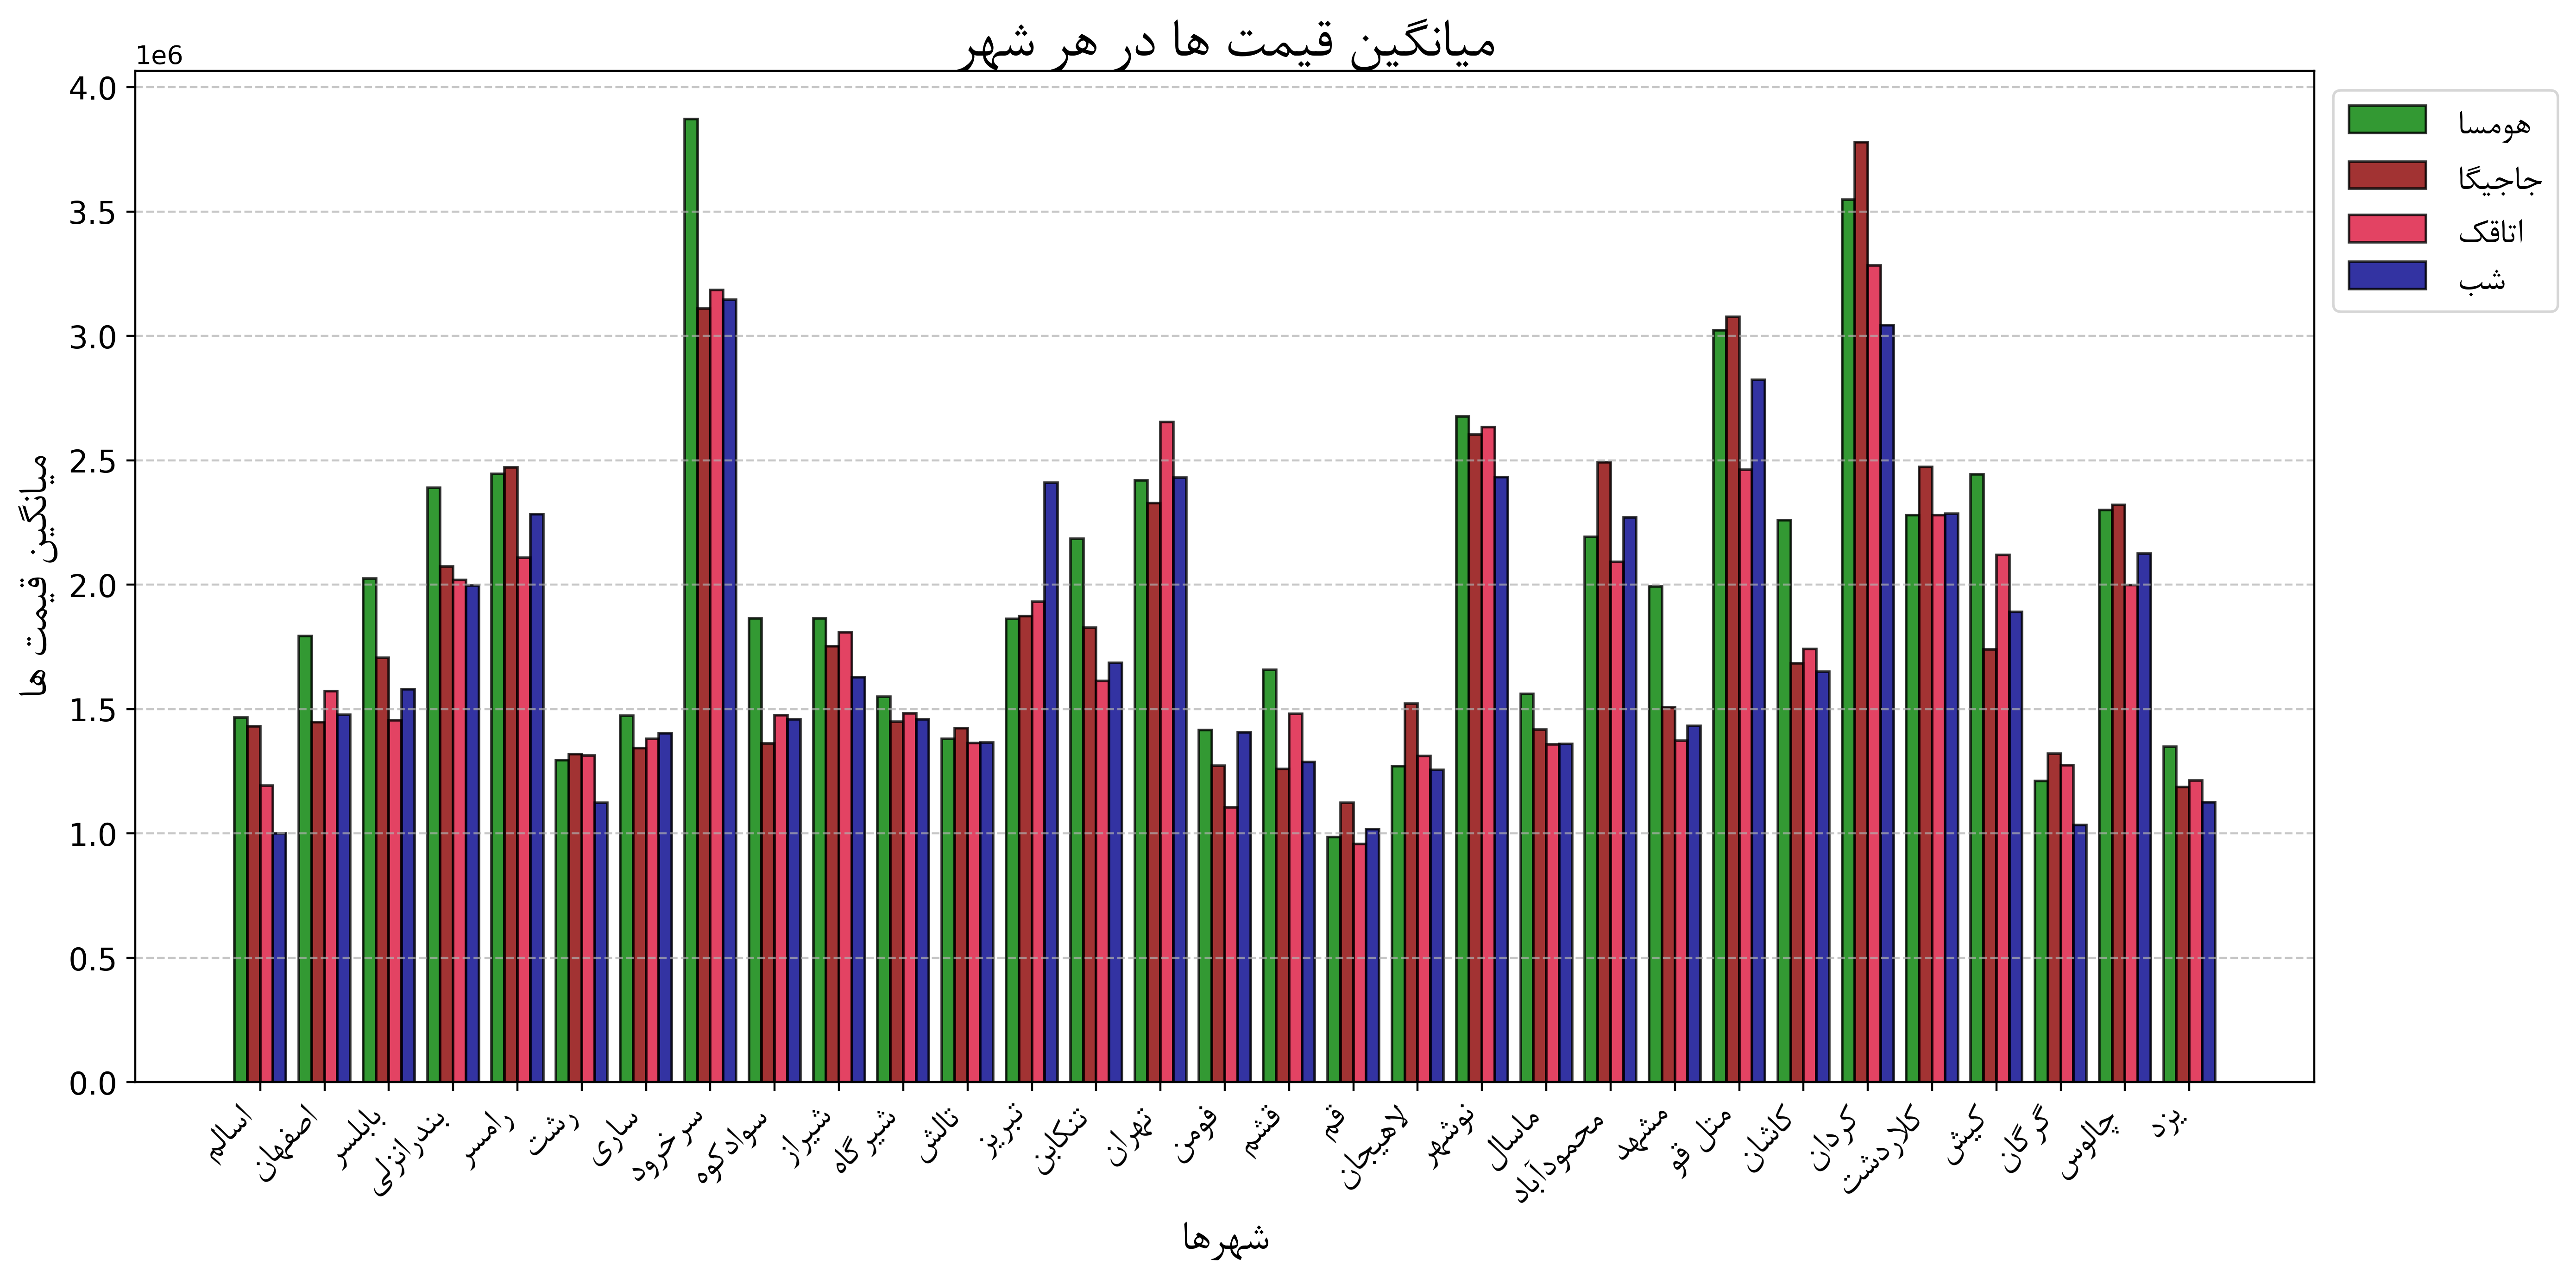 میانگین قیمت ها در هر شهر
1e6
4.0
3.5
3.0
2.5
2.0
1.5
1.0
0.5
0.0
میانگین قیمت ها
هومسا
جاجیگا
اتاقک
شب
اسالم
اصفهان
بابلسر
بندرانزلی
رامسر
رشت
ساری
سرخرود
سوادکوه
شیراز
شیرگاه
تالش
تبریز
تنکابن
تهران
فومن
قشم
قم
لاهیجان
نوشهر
ماسال
محمودآباد
مشهد
متل قو
کاشان
کردان
کلاردشت
کیش
گرگان
چالوس
یزد
شهرها